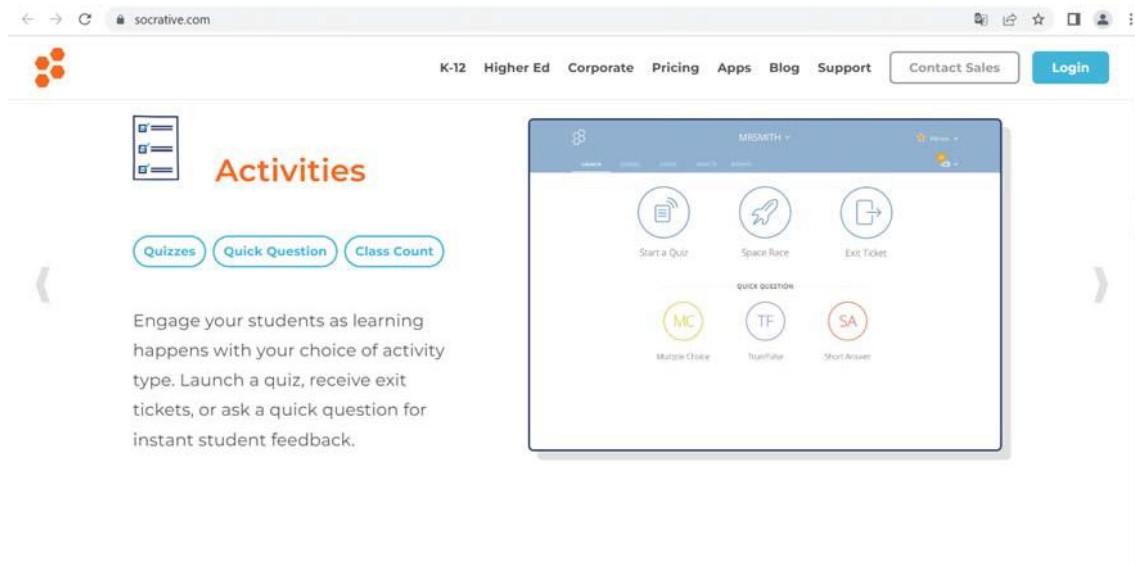 socrative.com
K-12 Higher Ed Corporate Pricing Apps Blog Support Contact Sales Login
Activities
Quizzes Quick Question Class Count
Engage your students as learning
happens with your choice of activity
type. Launch a quiz, receive exit
tickets, or ask a quick question for
instant student feedback.
MRSMITH
LAUNCH
Start a Quiz Space Race Exit Ticket
QUICK QUESTION
MC TF SA
Multiple Choice True/False Short Answer